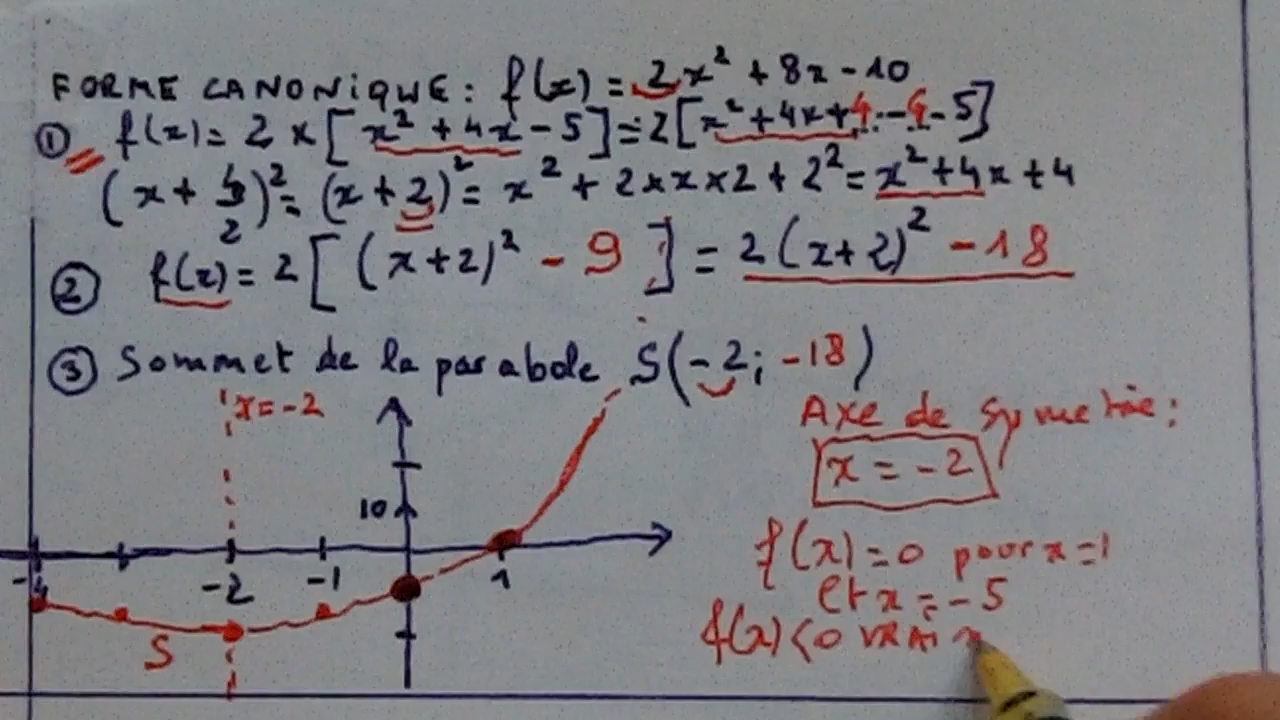 FORME CANONIQUE: f(x) = 2x² + 8x - 10
① f(x) = 2 × [x² + 4x - 5] = 2[x² + 4x + 4 - 4 - 5]
(x + 4/2)² = (x + 2)² = x² + 2×x×2 + 2² = x² + 4x + 4
② f(x) = 2[(x+2)² - 9] = 2(x+2)² - 18
③ Sommet de la parabole S(-2; -18)
x = -2
Axe de Symetrie:
x = -2
10
-4 -2 -1 1
S
f(x) = 0 pour x = 1
et x = -5
f(x) < 0 VRAI